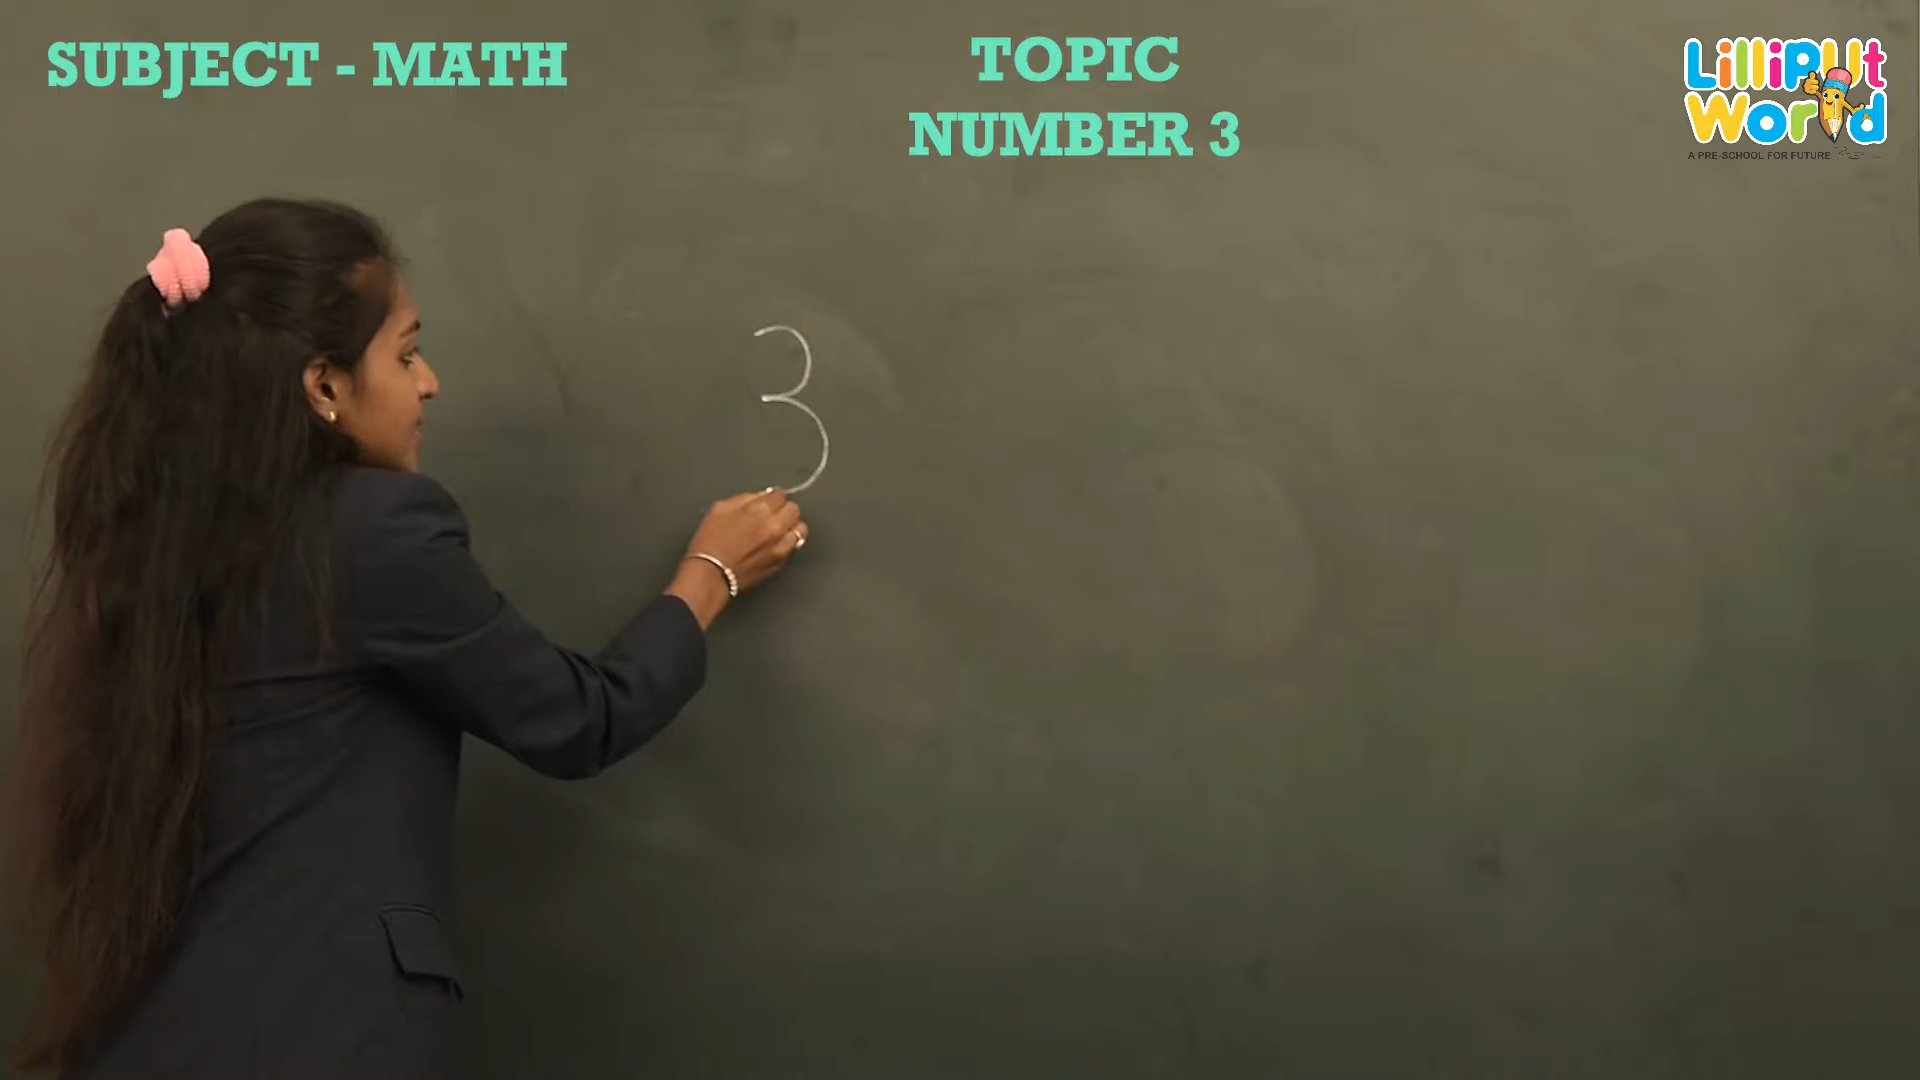 SUBJECT - MATH
TOPIC
NUMBER 3
Lilliput
World
A PRE-SCHOOL FOR FUTURE
3